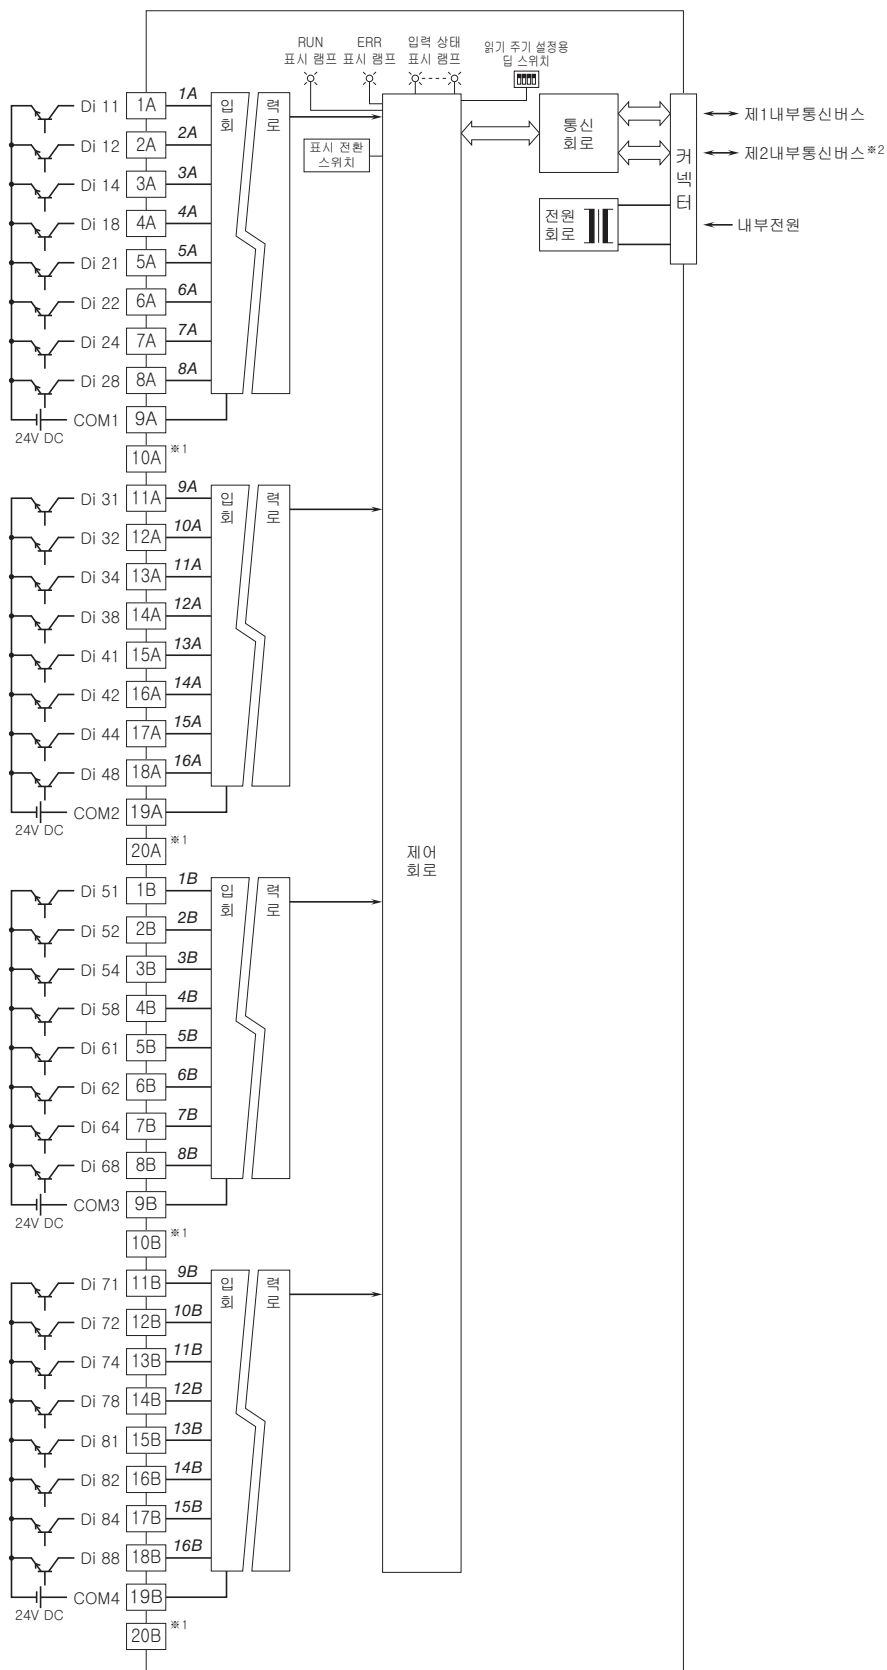 RUN
표시 램프
ERR
표시 램프
입력 상태
표시 램프
읽기 주기 설정용
딥 스위치
표시 전환
스위치
통신
회로
전원
회로
커넥터
제1내부통신버스
제2내부통신버스※2
내부전원
제어
회로
Di 11 1A 1A
Di 12 2A 2A
Di 14 3A 3A
Di 18 4A 4A
Di 21 5A 5A
Di 22 6A 6A
Di 24 7A 7A
Di 28 8A 8A
COM1 9A
24V DC
10A ※1
입력
회로
Di 31 11A 9A
Di 32 12A 10A
Di 34 13A 11A
Di 38 14A 12A
Di 41 15A 13A
Di 42 16A 14A
Di 44 17A 15A
Di 48 18A 16A
COM2 19A
24V DC
20A ※1
입력
회로
Di 51 1B 1B
Di 52 2B 2B
Di 54 3B 3B
Di 58 4B 4B
Di 61 5B 5B
Di 62 6B 6B
Di 64 7B 7B
Di 68 8B 8B
COM3 9B
24V DC
10B ※1
입력
회로
Di 71 11B 9B
Di 72 12B 10B
Di 74 13B 11B
Di 78 14B 12B
Di 81 15B 13B
Di 82 16B 14B
Di 84 17B 15B
Di 88 18B 16B
COM4 19B
24V DC
20B ※1
입력
회로